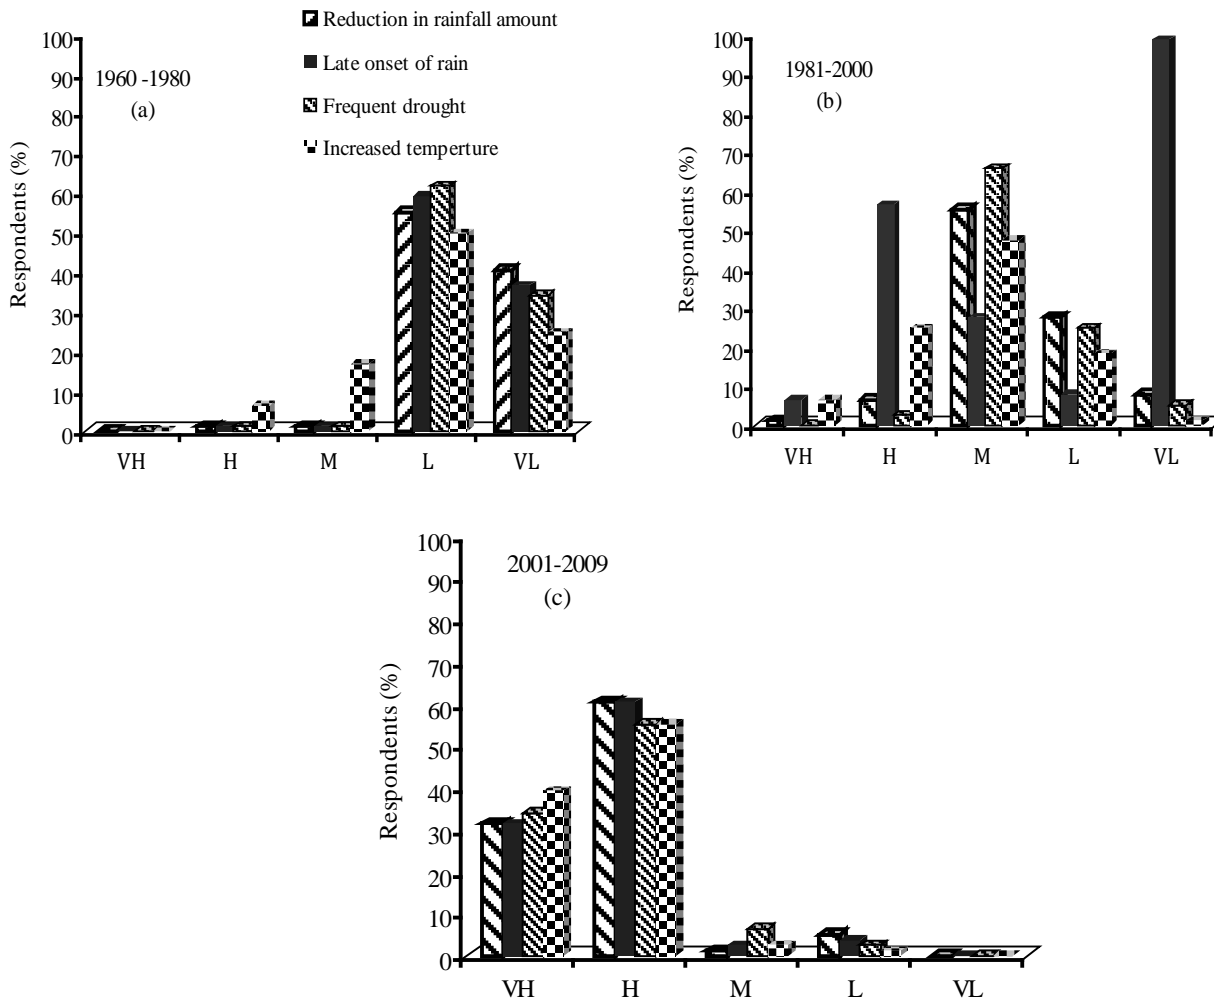 Reduction in rainfall amount
Late onset of rain
Frequent drought
Increased temperture
1960 -1980
(a)
Respondents (%)
100
90
80
70
60
50
40
30
20
10
0
VH H M L VL
1981-2000
(b)
Respondents (%)
100
90
80
70
60
50
40
30
20
10
0
VH H M L VL
2001-2009
(c)
Respondents (%)
100
90
80
70
60
50
40
30
20
10
0
VH H M L VL